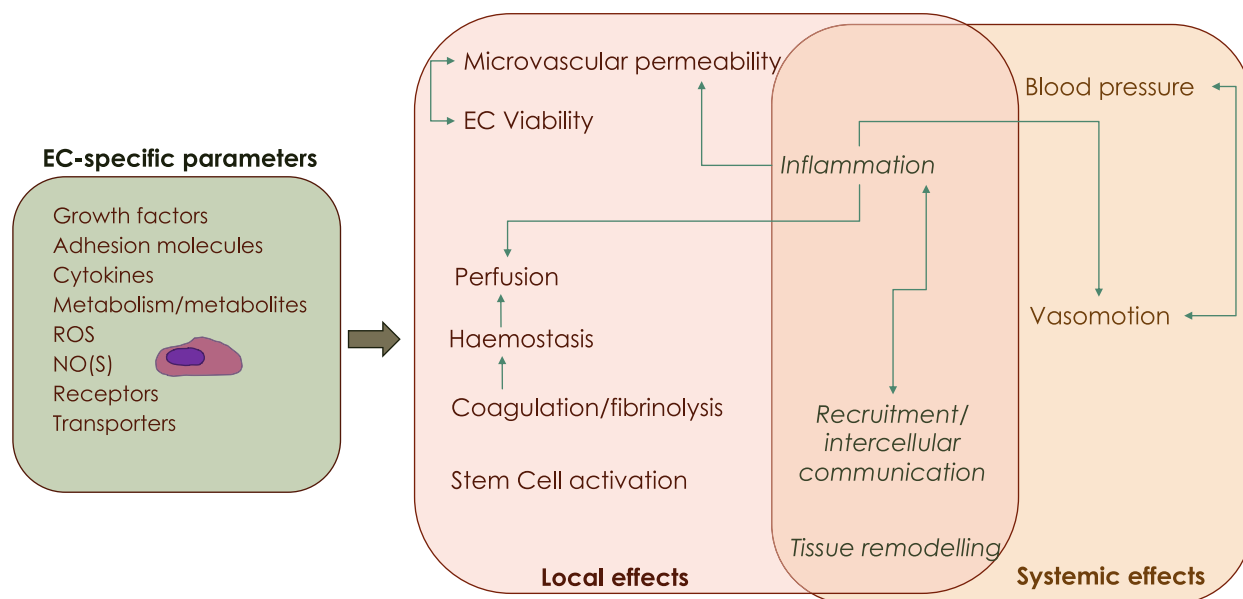 EC-specific parameters
Growth factors
Adhesion molecules
Cytokines
Metabolism/metabolites
ROS
NO(S)
Receptors
Transporters
Microvascular permeability
EC Viability
Perfusion
Haemostasis
Coagulation/fibrinolysis
Stem Cell activation
Local effects
Inflammation
Recruitment/
intercellular
communication
Tissue remodelling
Blood pressure
Vasomotion
Systemic effects